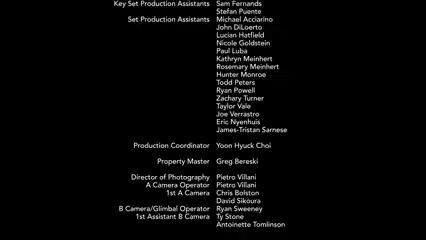 Key Set Production Assistants Sam Fernands
Stefan Puente
Set Production Assistants Michael Acciarino
John DiLoerto
Lucian Hatfield
Nicole Goldstein
Paul Luba
Kathryn Meinhert
Rosemary Meinhert
Hunter Monroe
Todd Peters
Ryan Powell
Zachary Turner
Taylor Vale
Joe Verrastro
Eric Nyenhuis
James-Tristan Sarnese
Production Coordinator Yoon Hyuck Choi
Property Master Greg Bereski
Director of Photography Pietro Villani
A Camera Operator Pietro Villani
1st A Camera Chris Bolston
David Sikoura
B Camera/Glimbal Operator Ryan Sweeney
1st Assistant B Camera Ty Stone
Antoinette Tomlinson